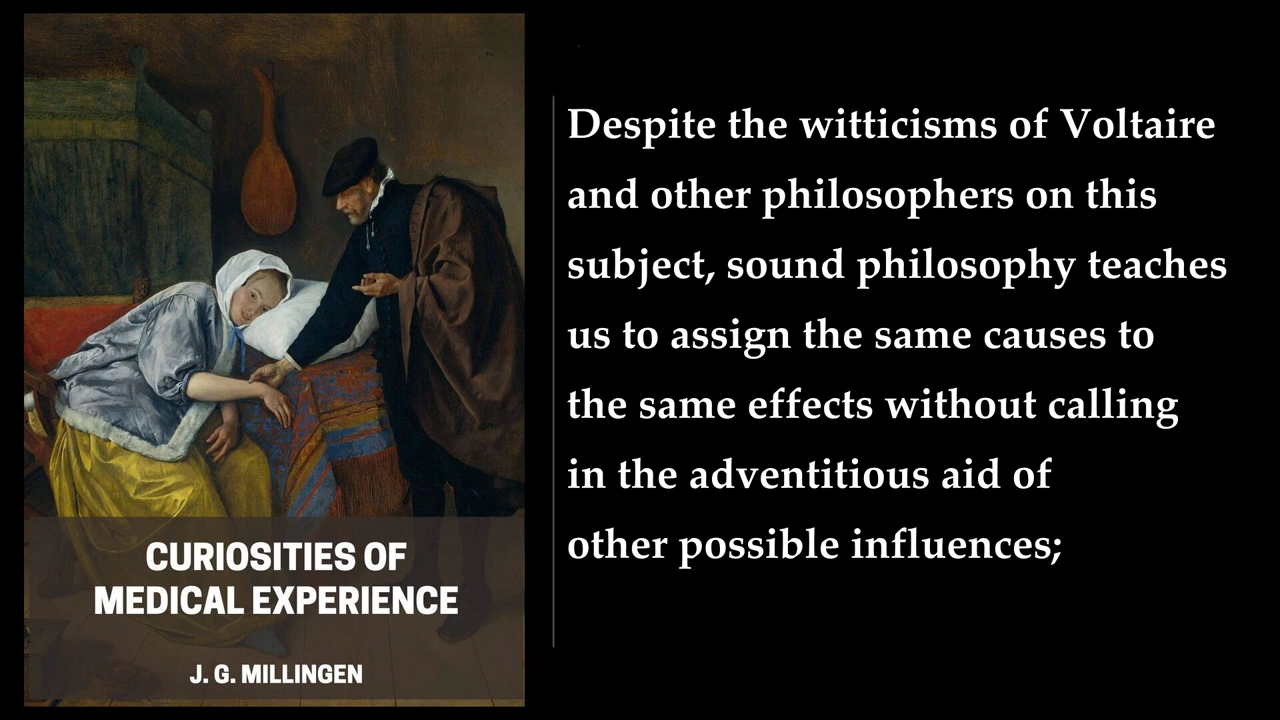 Despite the witticisms of Voltaire
and other philosophers on this
subject, sound philosophy teaches
us to assign the same causes to
the same effects without calling
in the adventitious aid of
other possible influences;
CURIOSITIES OF
MEDICAL EXPERIENCE
J. G. MILLINGEN